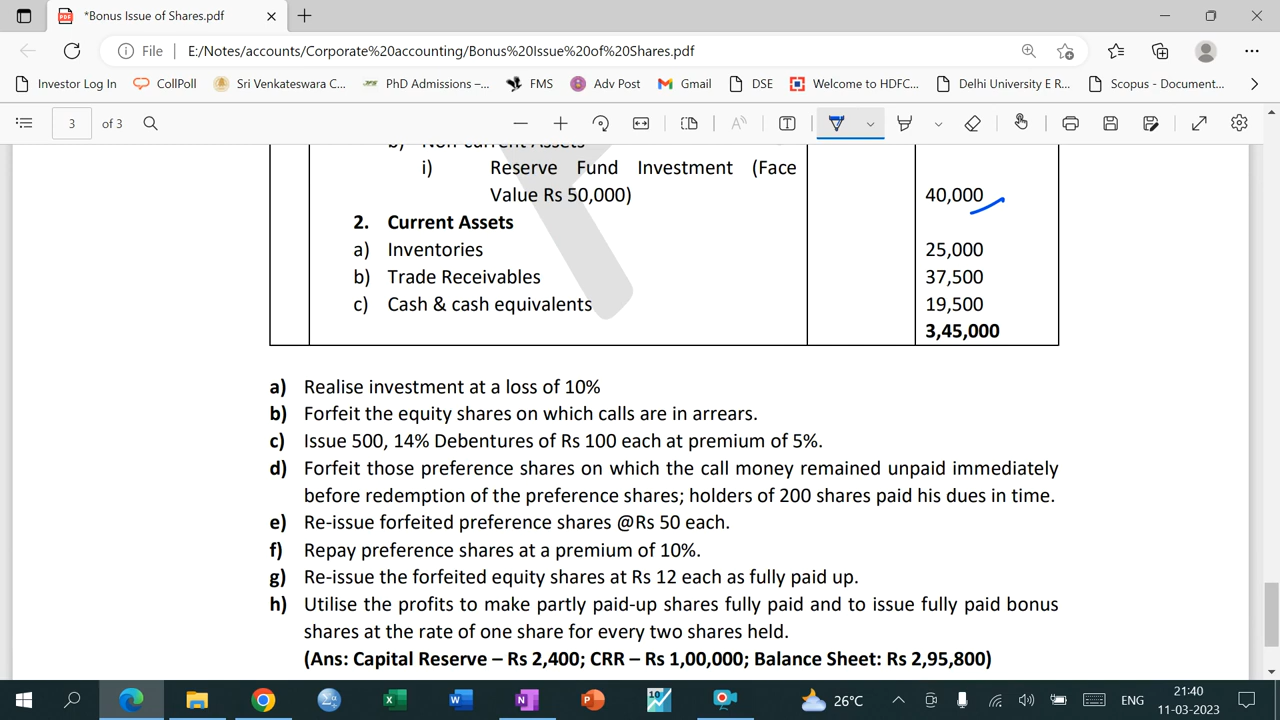 *Bonus Issue of Shares.pdf
File | E:/Notes/accounts/Corporate%20accounting/Bonus%20Issue%20of%20Shares.pdf
Investor Log In CollPoll Sri Venkateswara C... PhD Admissions –... FMS Adv Post Gmail DSE Welcome to HDFC... Delhi University E R... Scopus - Document...
3 of 3
b) Non-current Assets
i) Reserve Fund Investment (Face
Value Rs 50,000) 40,000
2. Current Assets
a) Inventories 25,000
b) Trade Receivables 37,500
c) Cash & cash equivalents 19,500
3,45,000
a) Realise investment at a loss of 10%
b) Forfeit the equity shares on which calls are in arrears.
c) Issue 500, 14% Debentures of Rs 100 each at premium of 5%.
d) Forfeit those preference shares on which the call money remained unpaid immediately
before redemption of the preference shares; holders of 200 shares paid his dues in time.
e) Re-issue forfeited preference shares @Rs 50 each.
f) Repay preference shares at a premium of 10%.
g) Re-issue the forfeited equity shares at Rs 12 each as fully paid up.
h) Utilise the profits to make partly paid-up shares fully paid and to issue fully paid bonus
shares at the rate of one share for every two shares held.
(Ans: Capital Reserve – Rs 2,400; CRR – Rs 1,00,000; Balance Sheet: Rs 2,95,800)
26°C ENG 21:40
11-03-2023